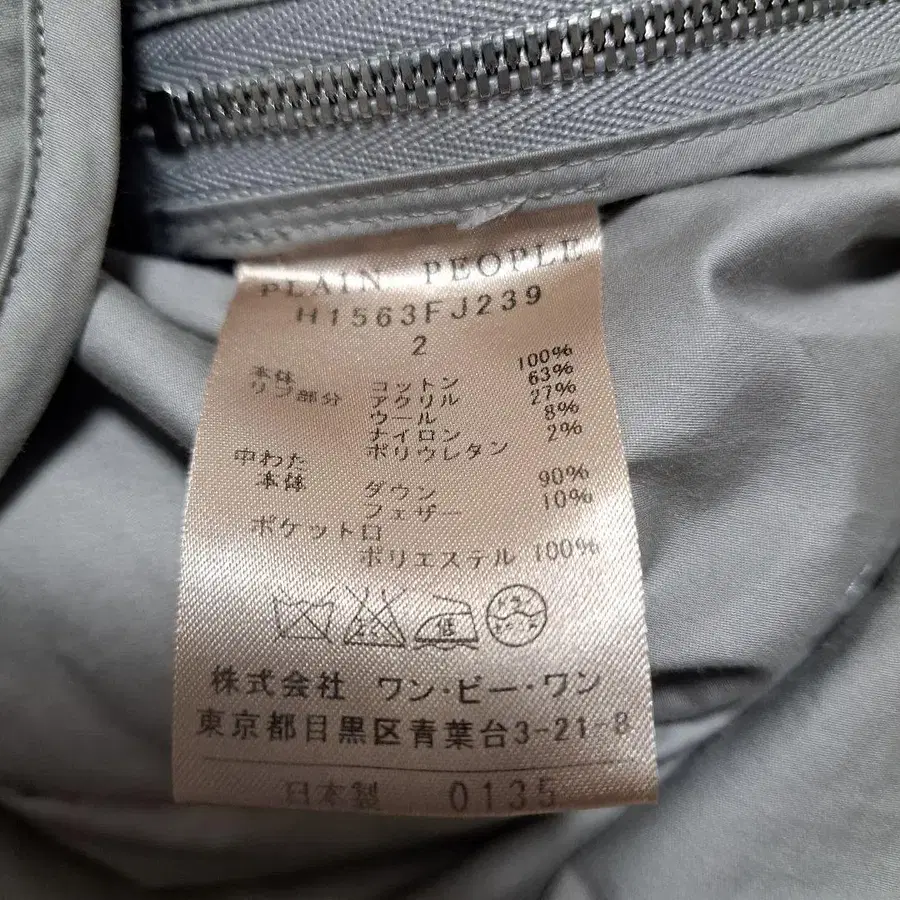 PLAIN PEOPLE
H1563FJ239
2
本体 コットン 100%
リブ部分 アクリル 63%
ウール 27%
ナイロン 8%
ポリウレタン 2%
中わた
本体 ダウン 90%
フェザー 10%
ポケット口
ポリエステル 100%
低
株式会社 ワン・ビー・ワン
東京都目黒区青葉台3-21-8
日本製 0135